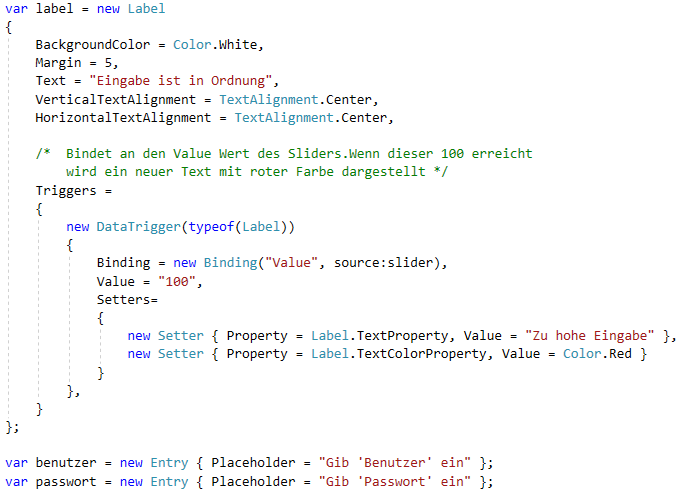 var label = new Label
{
    BackgroundColor = Color.White,
    Margin = 5,
    Text = "Eingabe ist in Ordnung",
    VerticalTextAlignment = TextAlignment.Center,
    HorizontalTextAlignment = TextAlignment.Center,

    /*  Bindet an den Value Wert des Sliders.Wenn dieser 100 erreicht
        wird ein neuer Text mit roter Farbe dargestellt */
    Triggers =
    {
        new DataTrigger(typeof(Label))
        {
            Binding = new Binding("Value", source:slider),
            Value = "100",
            Setters=
            {
                new Setter { Property = Label.TextProperty, Value = "Zu hohe Eingabe" },
                new Setter { Property = Label.TextColorProperty, Value = Color.Red }
            }
        },
    }
};

var benutzer = new Entry { Placeholder = "Gib 'Benutzer' ein" };
var passwort = new Entry { Placeholder = "Gib 'Passwort' ein" };